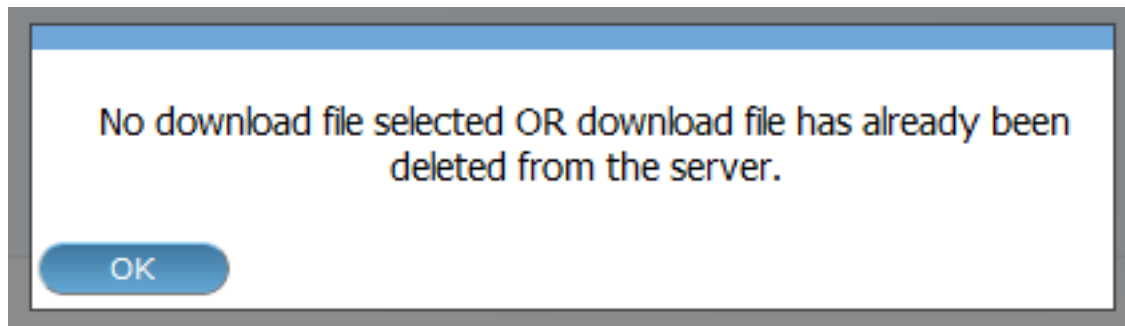 No download file selected OR download file has already been
deleted from the server.
OK